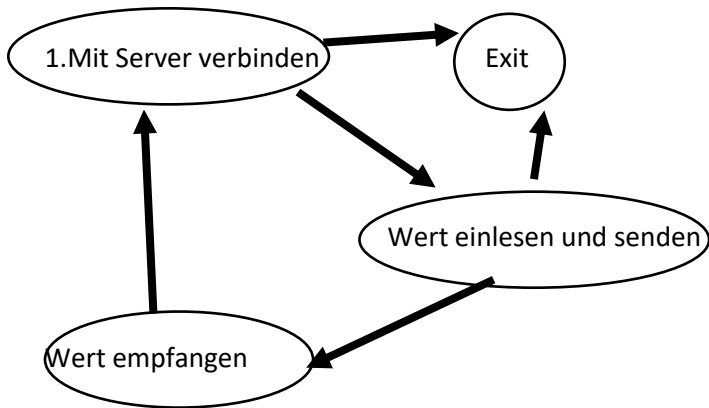 1.Mit Server verbinden
Exit
Wert einlesen und senden
Wert empfangen